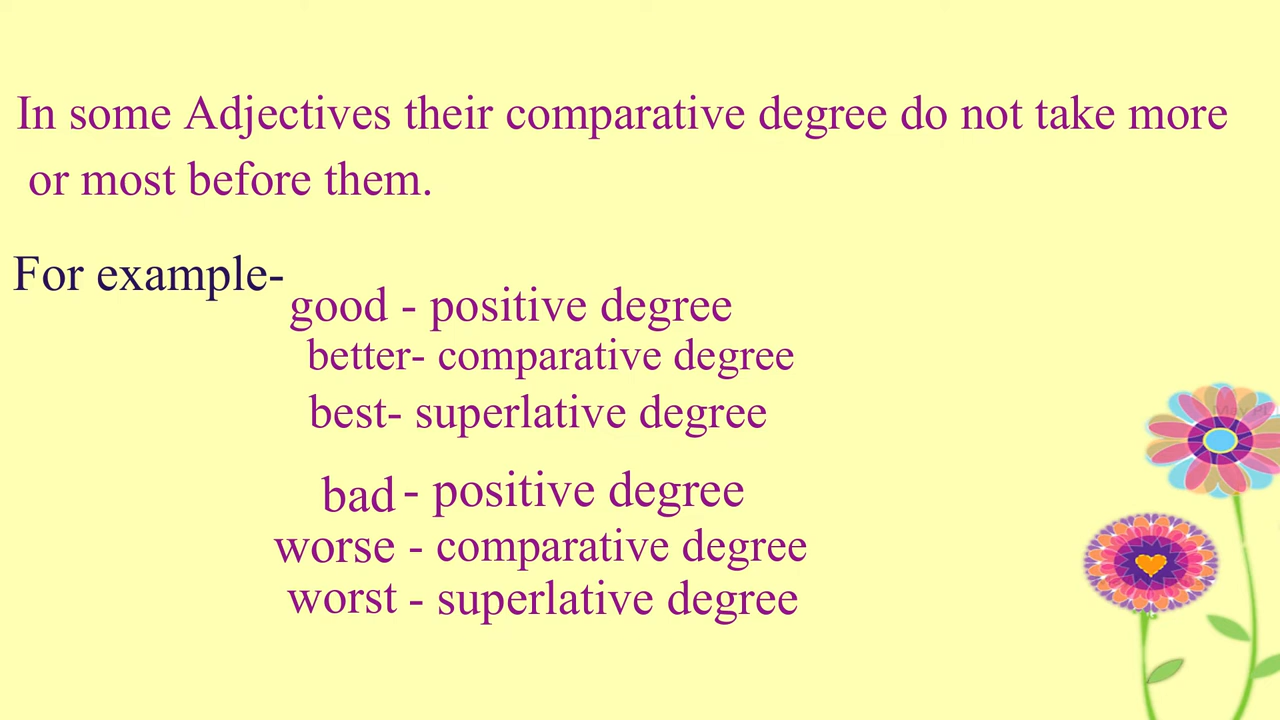 In some Adjectives their comparative degree do not take more
or most before them.
For example-
good - positive degree
better- comparative degree
best- superlative degree
bad - positive degree
worse - comparative degree
worst - superlative degree